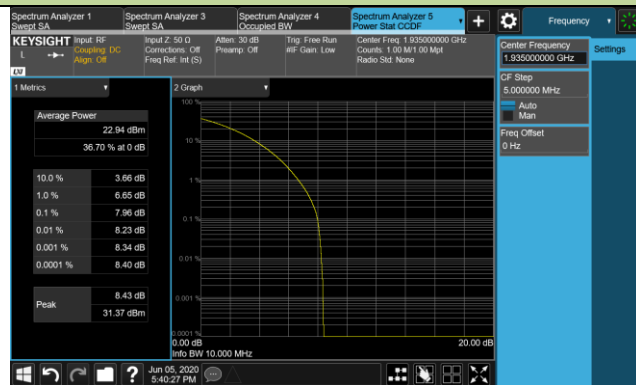 Spectrum Analyzer 1
Swept SA
Spectrum Analyzer 3
Swept SA
Spectrum Analyzer 4
Occupied BW
Spectrum Analyzer 5
Power Stat CCDF
Frequency
KEYSIGHT
L
LXI
Input: RF
Coupling: DC
Align: Off
Input Z: 50 Ω
Corrections: Off
Freq Ref: Int (S)
Atten: 30 dB
Preamp: Off
Trig: Free Run
#IF Gain: Low
Center Freq: 1.935000000 GHz
Counts: 1.00 M/1.00 Mpt
Radio Std: None
Center Frequency
1.935000000 GHz
Settings
CF Step
5.000000 MHz
Auto
Man
Freq Offset
0 Hz
1 Metrics
Average Power
22.94 dBm
36.70 % at 0 dB
10.0 % 3.66 dB
1.0 % 6.65 dB
0.1 % 7.96 dB
0.01 % 8.23 dB
0.001 % 8.34 dB
0.0001 % 8.40 dB
Peak
8.43 dB
31.37 dBm
2 Graph
100 %
10 %
1 %
0.1 %
0.01 %
0.001 %
0.0001 %
0.00 dB
20.00 dB
Info BW 10.000 MHz
?
Jun 05, 2020
5:40:27 PM